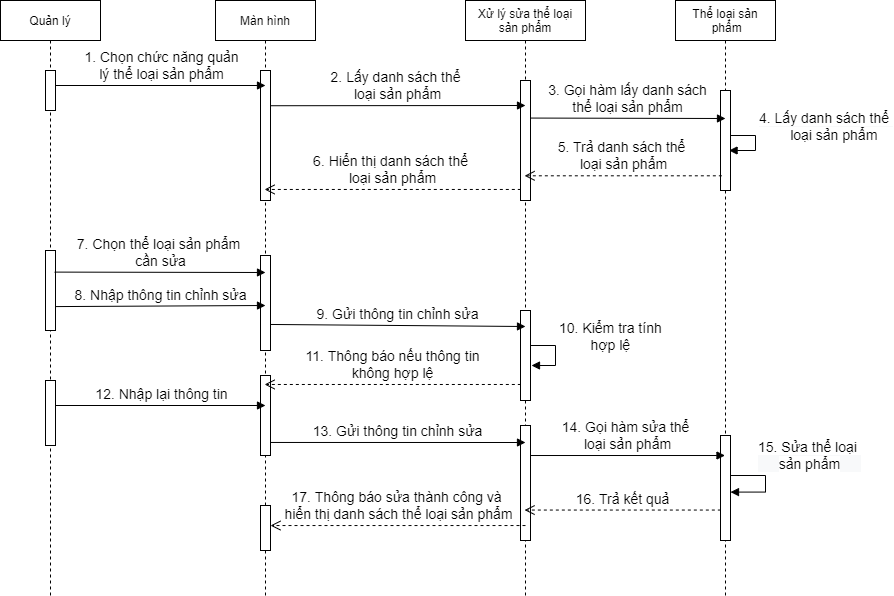 Quản lý
Màn hình
Xử lý sửa thể loại
sản phẩm
Thể loại sản
phẩm
1. Chọn chức năng quản
lý thể loại sản phẩm
2. Lấy danh sách thể
loại sản phẩm
3. Gọi hàm lấy danh sách
thể loại sản phẩm
4. Lấy danh sách thể
loại sản phẩm
5. Trả danh sách thể
loại sản phẩm
6. Hiển thị danh sách thể
loại sản phẩm
7. Chọn thể loại sản phẩm
cần sửa
8. Nhập thông tin chỉnh sửa
9. Gửi thông tin chỉnh sửa
10. Kiểm tra tính
hợp lệ
11. Thông báo nếu thông tin
không hợp lệ
12. Nhập lại thông tin
13. Gửi thông tin chỉnh sửa
14. Gọi hàm sửa thể
loại sản phẩm
15. Sửa thể loại
sản phẩm
16. Trả kết quả
17. Thông báo sửa thành công và
hiển thị danh sách thể loại sản phẩm